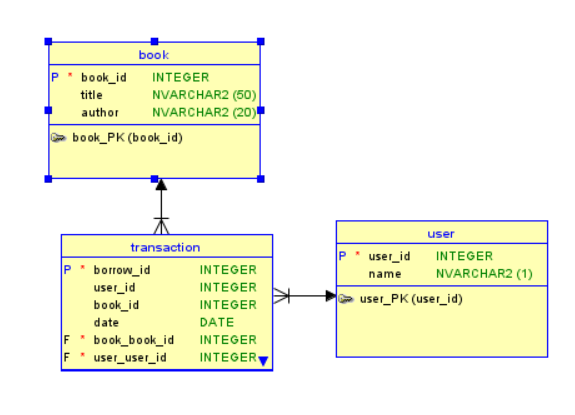 book
P * book_id INTEGER
title NVARCHAR2 (50)
author NVARCHAR2 (20)
book_PK (book_id)
transaction
P * borrow_id INTEGER
user_id INTEGER
book_id INTEGER
date DATE
F * book_book_id INTEGER
F * user_user_id INTEGER
user
P * user_id INTEGER
name NVARCHAR2 (1)
user_PK (user_id)